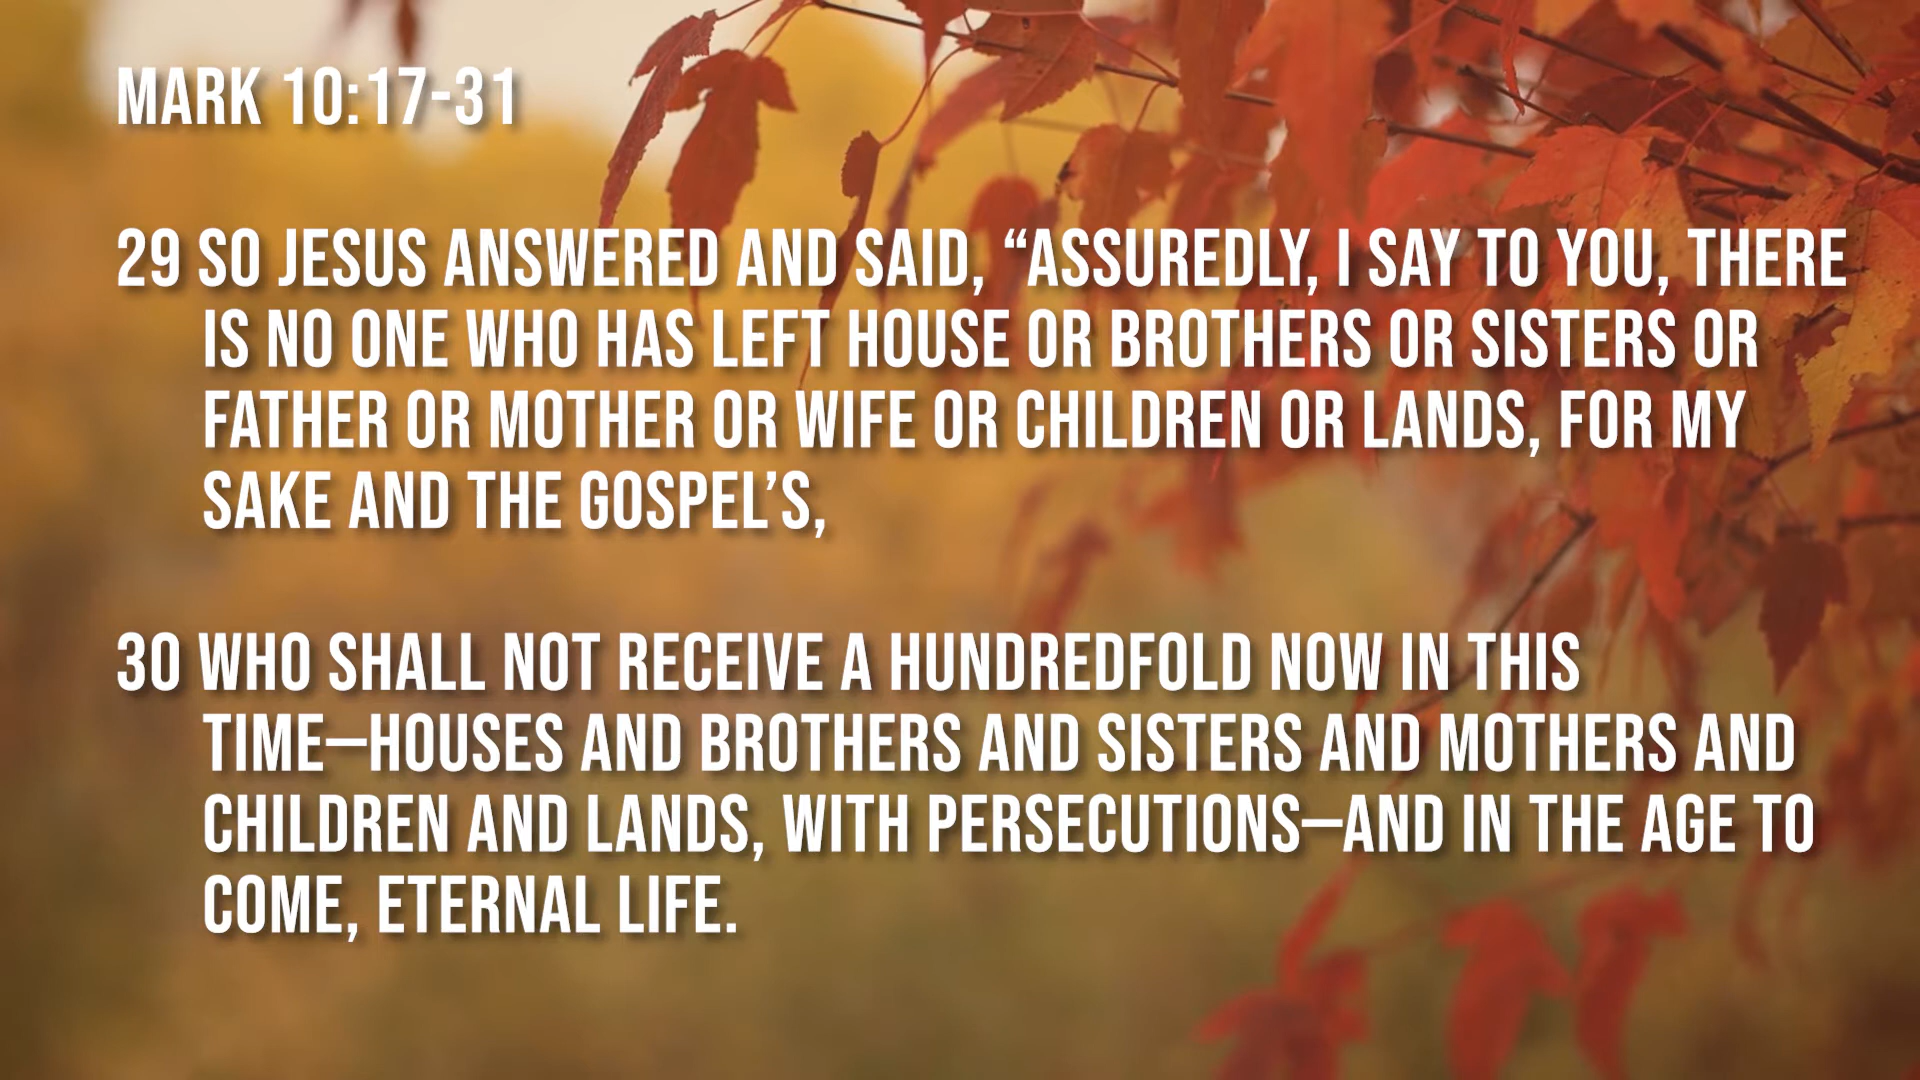 MARK 10:17-31
29 SO JESUS ANSWERED AND SAID, “ASSUREDLY, I SAY TO YOU, THERE
IS NO ONE WHO HAS LEFT HOUSE OR BROTHERS OR SISTERS OR
FATHER OR MOTHER OR WIFE OR CHILDREN OR LANDS, FOR MY
SAKE AND THE GOSPEL’S,
30 WHO SHALL NOT RECEIVE A HUNDREDFOLD NOW IN THIS
TIME—HOUSES AND BROTHERS AND SISTERS AND MOTHERS AND
CHILDREN AND LANDS, WITH PERSECUTIONS—AND IN THE AGE TO
COME, ETERNAL LIFE.